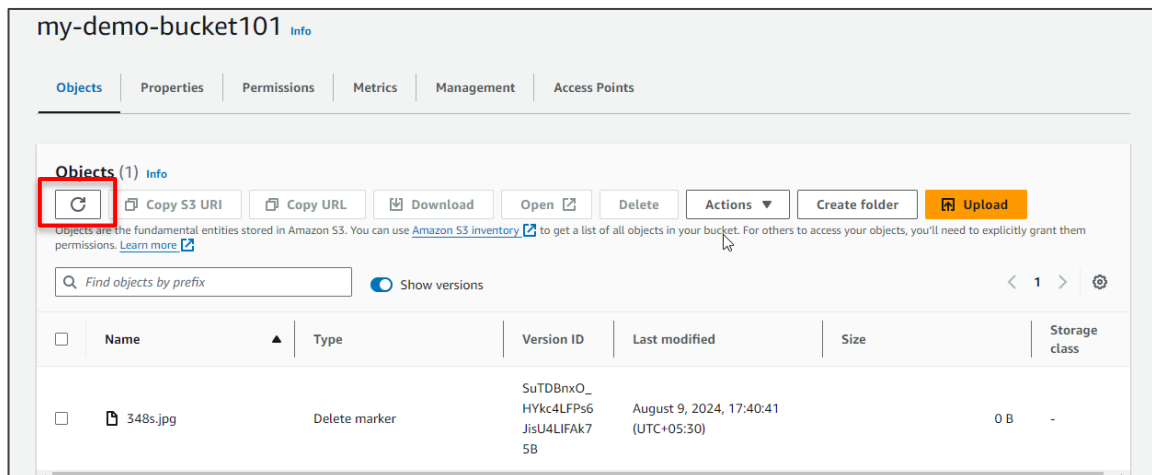 my-demo-bucket101 Info
Objects Properties Permissions Metrics Management Access Points
Objects (1) Info
Copy S3 URI Copy URL Download Open Delete Actions Create folder Upload
Objects are the fundamental entities stored in Amazon S3. You can use Amazon S3 inventory to get a list of all objects in your bucket. For others to access your objects, you'll need to explicitly grant them
permissions. Learn more
Find objects by prefix Show versions 1
Name Type Version ID Last modified Size Storage
class
SuTDBnxO_
348s.jpg Delete marker HYkc4LFPs6 August 9, 2024, 17:40:41 0 B -
JisU4LIFAk7 (UTC+05:30)
5B